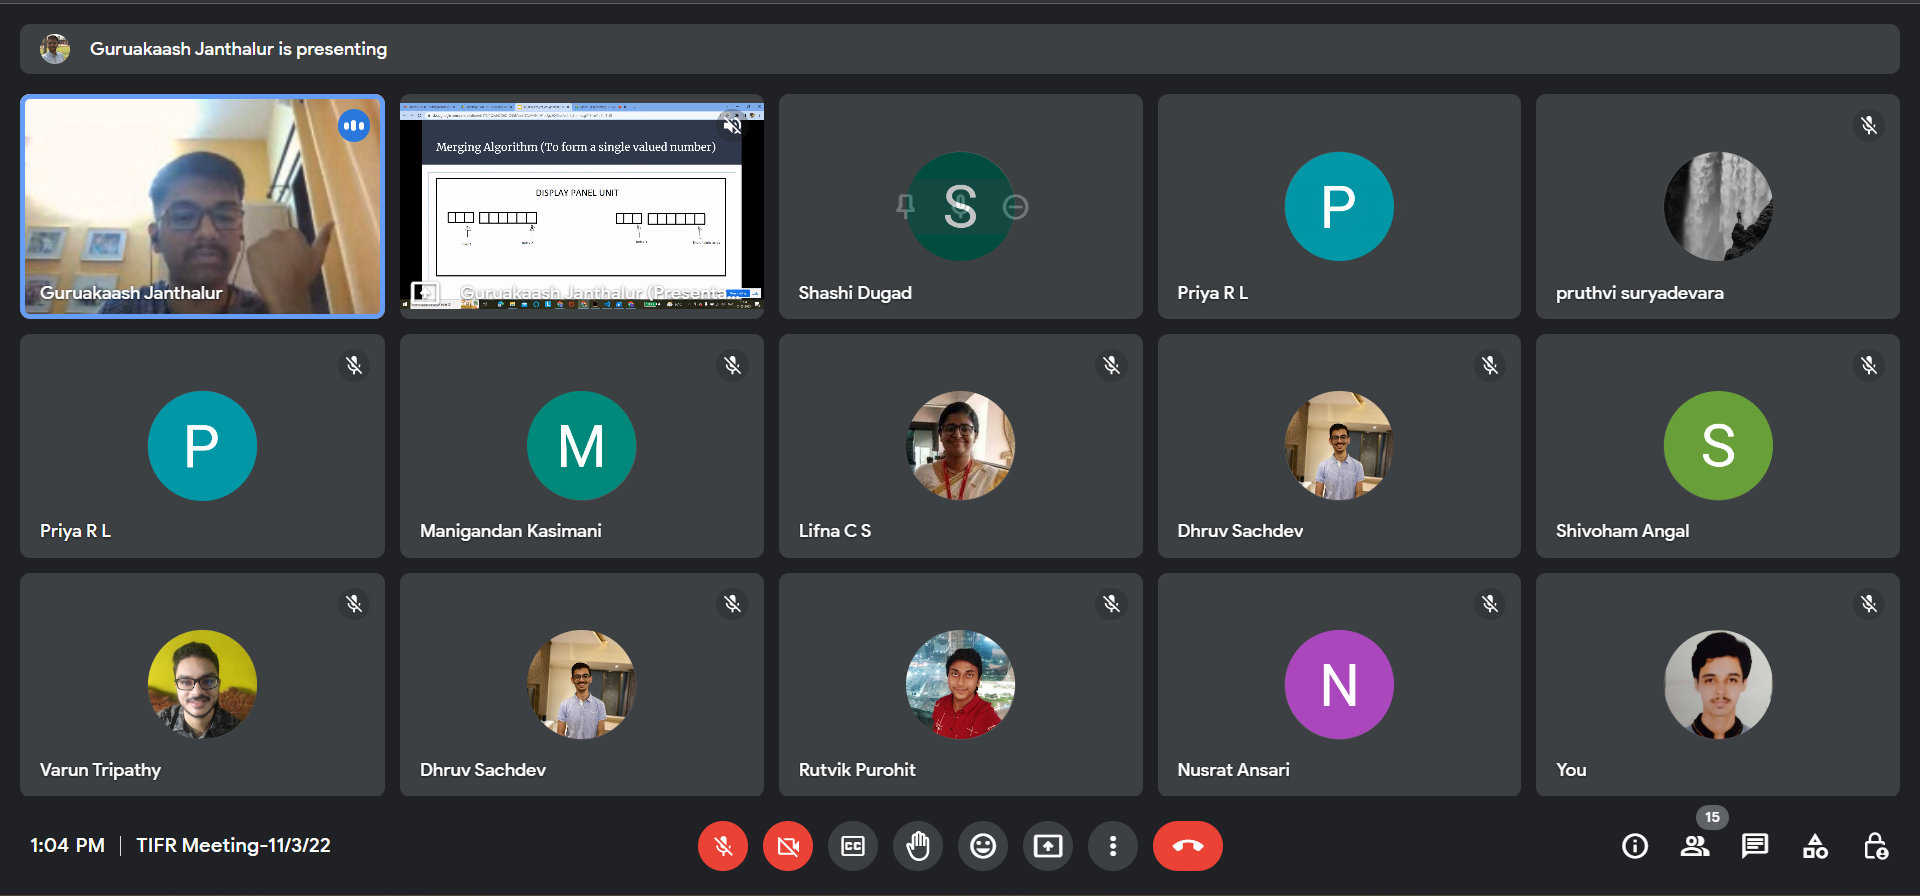 Guruakaash Janthalur is presenting
Guruakaash Janthalur
Merging Algorithm (To form a single valued number)
DISPLAY PANEL UNIT
Guruakaash Janthalur (Presenta
S
Shashi Dugad
P
Priya R L
pruthvi suryadevara
P
Priya R L
M
Manigandan Kasimani
Lifna C S
Dhruv Sachdev
S
Shivoham Angal
Varun Tripathy
Dhruv Sachdev
Rutvik Purohit
N
Nusrat Ansari
You
1:04 PM | TIFR Meeting-11/3/22
CC
15